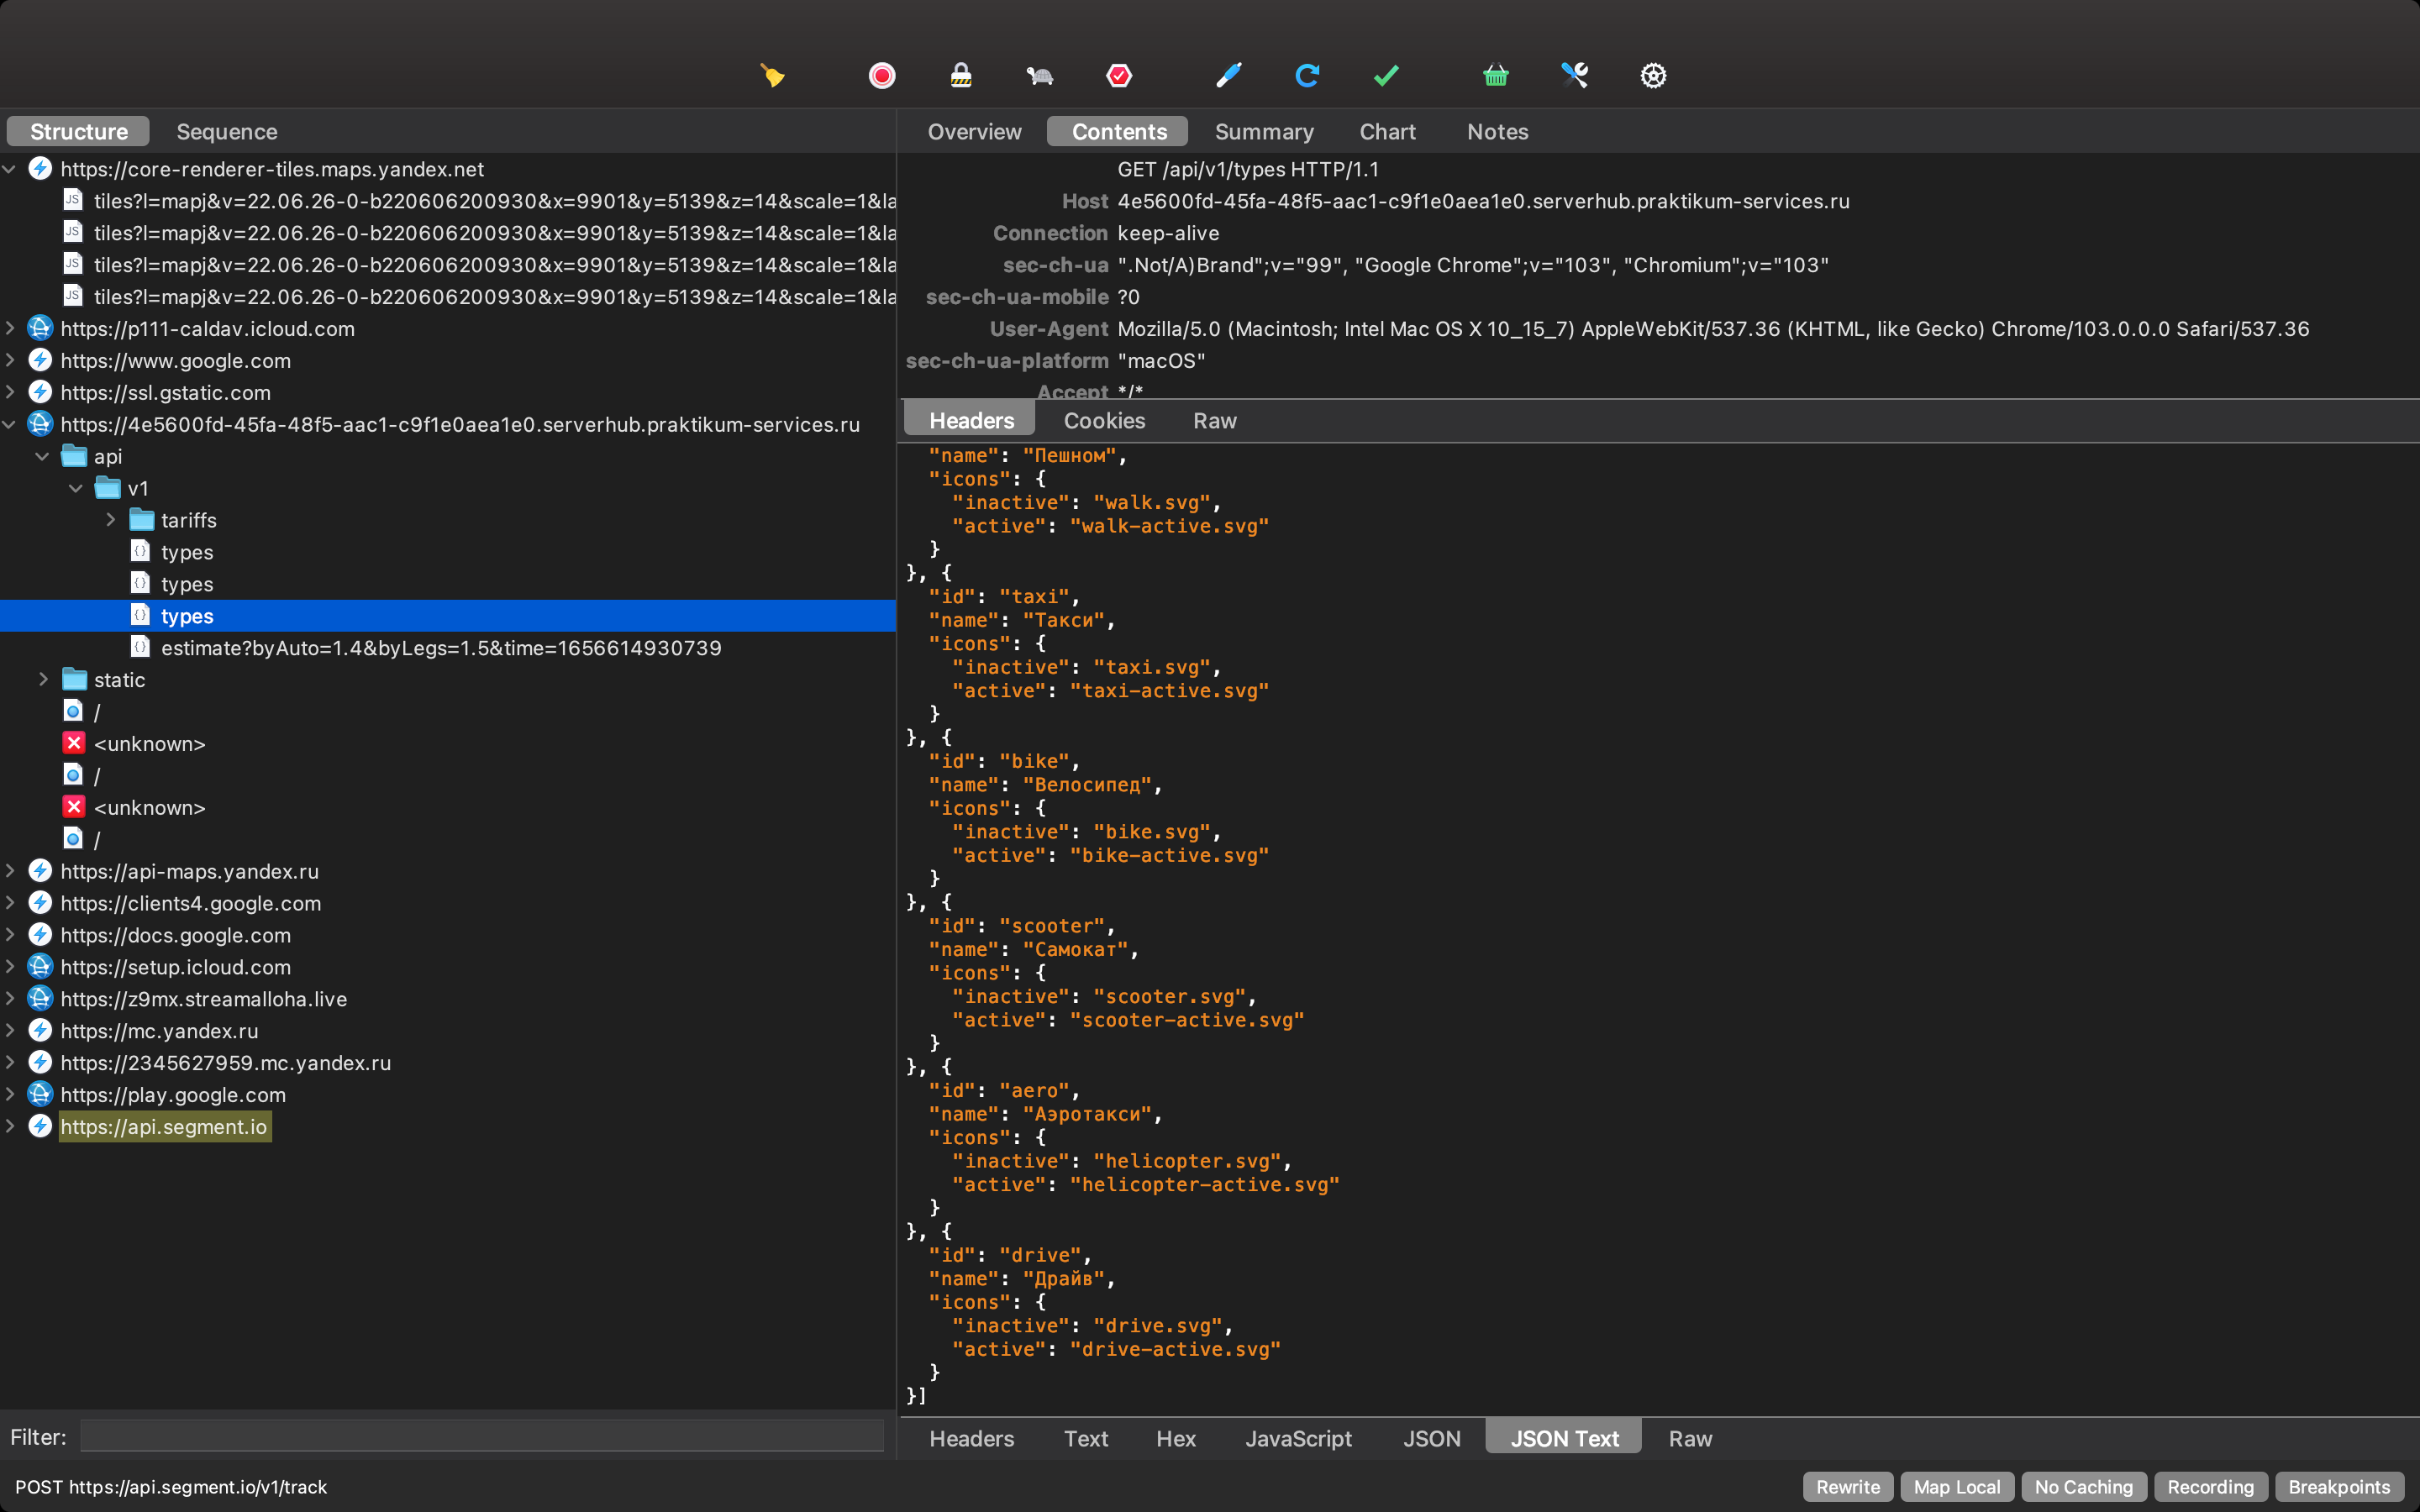 Structure
Sequence
https://core-renderer-tiles.maps.yandex.net
tiles?l=mapj&v=22.06.26-0-b220606200930&x=9901&y=5139&z=14&scale=1&la
tiles?l=mapj&v=22.06.26-0-b220606200930&x=9901&y=5139&z=14&scale=1&la
tiles?l=mapj&v=22.06.26-0-b220606200930&x=9901&y=5139&z=14&scale=1&la
tiles?l=mapj&v=22.06.26-0-b220606200930&x=9901&y=5139&z=14&scale=1&la
https://p111-caldav.icloud.com
https://www.google.com
https://ssl.gstatic.com
https://4e5600fd-45fa-48f5-aac1-c9f1e0aea1e0.serverhub.praktikum-services.ru
api
v1
tariffs
types
types
types
estimate?byAuto=1.4&byLegs=1.5&time=1656614930739
static
/
<unknown>
/
<unknown>
/
https://api-maps.yandex.ru
https://clients4.google.com
https://docs.google.com
https://setup.icloud.com
https://z9mx.streamalloha.live
https://mc.yandex.ru
https://2345627959.mc.yandex.ru
https://play.google.com
https://api.segment.io
Filter:
Overview Contents Summary Chart Notes
GET /api/v1/types HTTP/1.1
Host 4e5600fd-45fa-48f5-aac1-c9f1e0aea1e0.serverhub.praktikum-services.ru
Connection keep-alive
sec-ch-ua ".Not/A)Brand";v="99", "Google Chrome";v="103", "Chromium";v="103"
sec-ch-ua-mobile ?0
User-Agent Mozilla/5.0 (Macintosh; Intel Mac OS X 10_15_7) AppleWebKit/537.36 (KHTML, like Gecko) Chrome/103.0.0.0 Safari/537.36
sec-ch-ua-platform "macOS"
Accept */*
Headers Cookies Raw
"name": "Пешном",
"icons": {
"inactive": "walk.svg",
"active": "walk-active.svg"
}
}, {
"id": "taxi",
"name": "Такси",
"icons": {
"inactive": "taxi.svg",
"active": "taxi-active.svg"
}
}, {
"id": "bike",
"name": "Велосипед",
"icons": {
"inactive": "bike.svg",
"active": "bike-active.svg"
}
}, {
"id": "scooter",
"name": "Самокат",
"icons": {
"inactive": "scooter.svg",
"active": "scooter-active.svg"
}
}, {
"id": "aero",
"name": "Аэротакси",
"icons": {
"inactive": "helicopter.svg",
"active": "helicopter-active.svg"
}
}, {
"id": "drive",
"name": "Драйв",
"icons": {
"inactive": "drive.svg",
"active": "drive-active.svg"
}
}]
Headers Text Hex JavaScript JSON JSON Text Raw
POST https://api.segment.io/v1/track
Rewrite Map Local No Caching Recording Breakpoints